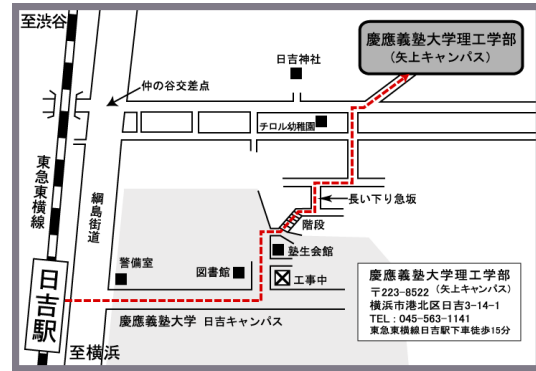 至渋谷
慶應義塾大学理工学部
(矢上キャンパス)
日吉神社
仲の谷交差点
チロル幼稚園
東急東横線
綱島街道
長い下り急坂
階段
塾生会館
警備室
図書館
工事中
日吉駅
慶應義塾大学 日吉キャンパス
至横浜
慶應義塾大学理工学部
〒223-8522 (矢上キャンパス)
横浜市港北区日吉3-14-1
TEL : 045-563-1141
東急東横線日吉駅下車徒歩15分